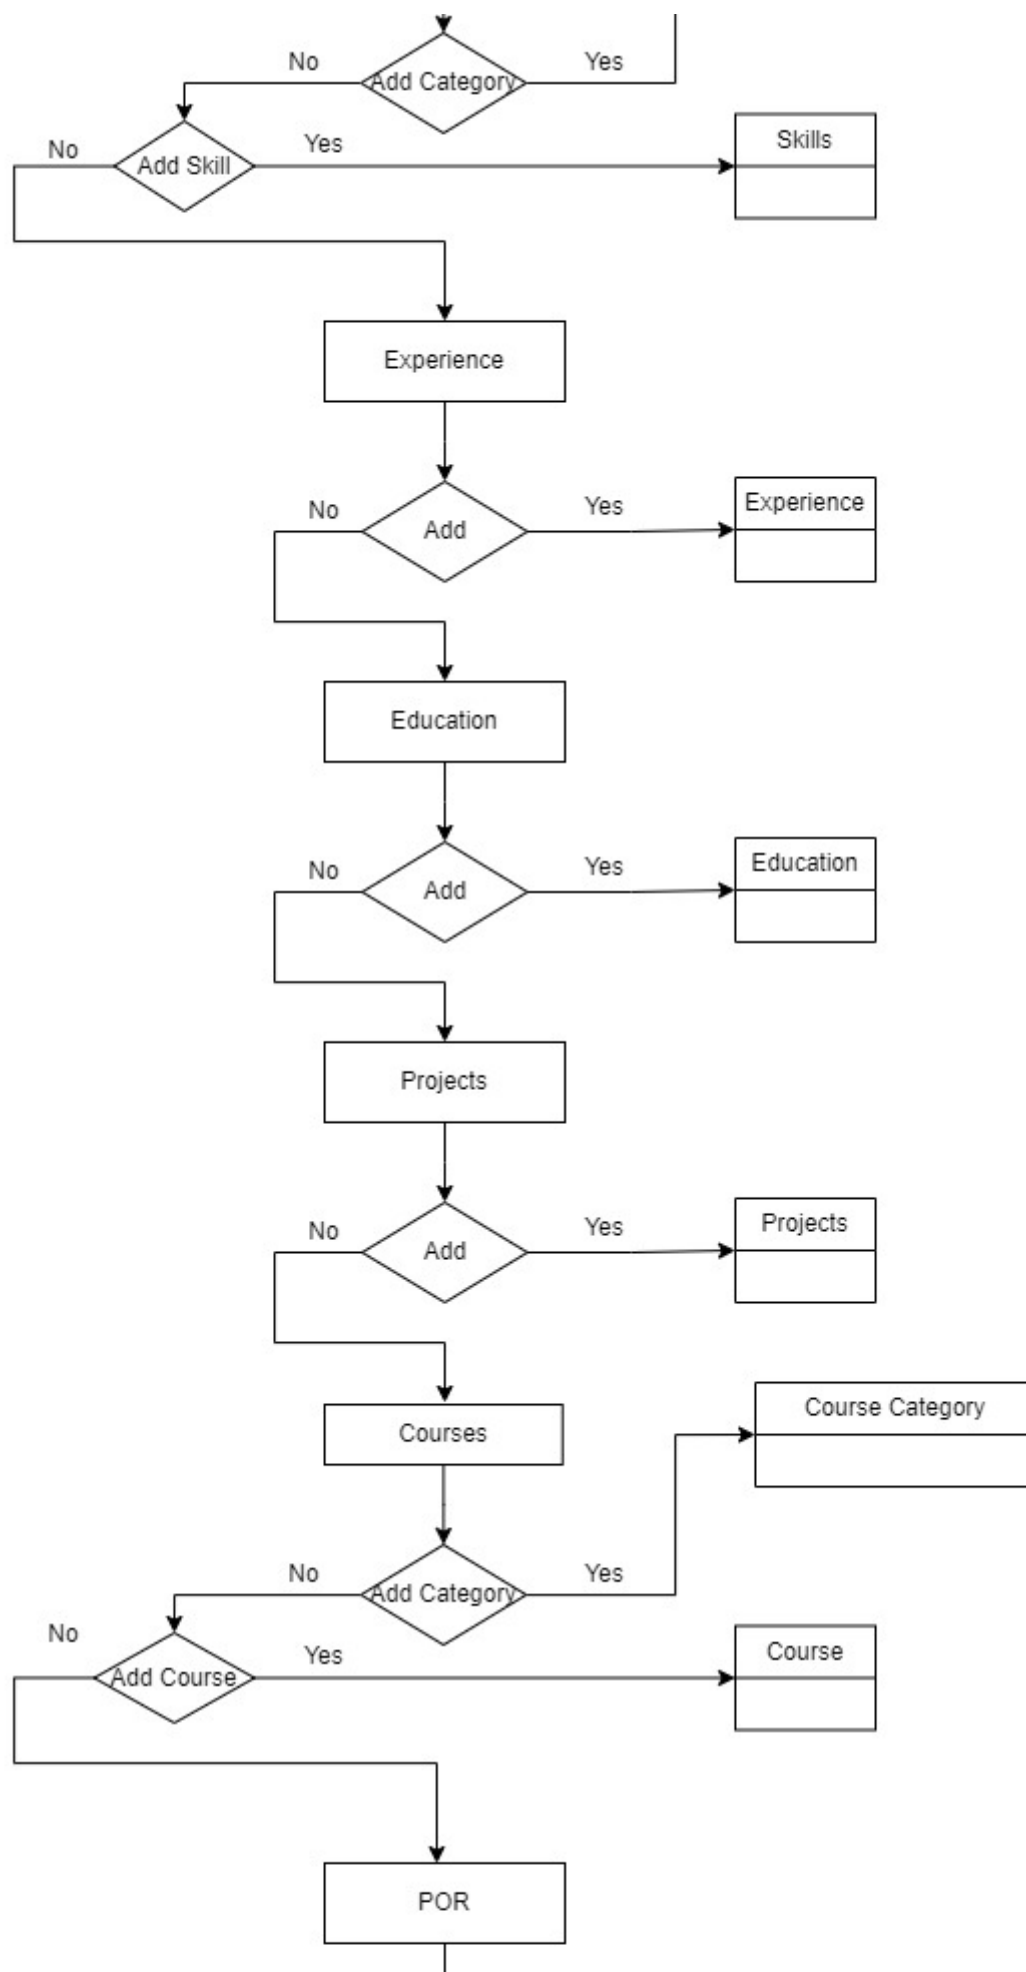 No
Add Category
Yes
No
Add Skill
Yes
Skills
Experience
No
Add
Yes
Experience
Education
No
Add
Yes
Education
Projects
No
Add
Yes
Projects
Courses
Course Category
No
Add Category
Yes
No
Add Course
Yes
Course
POR